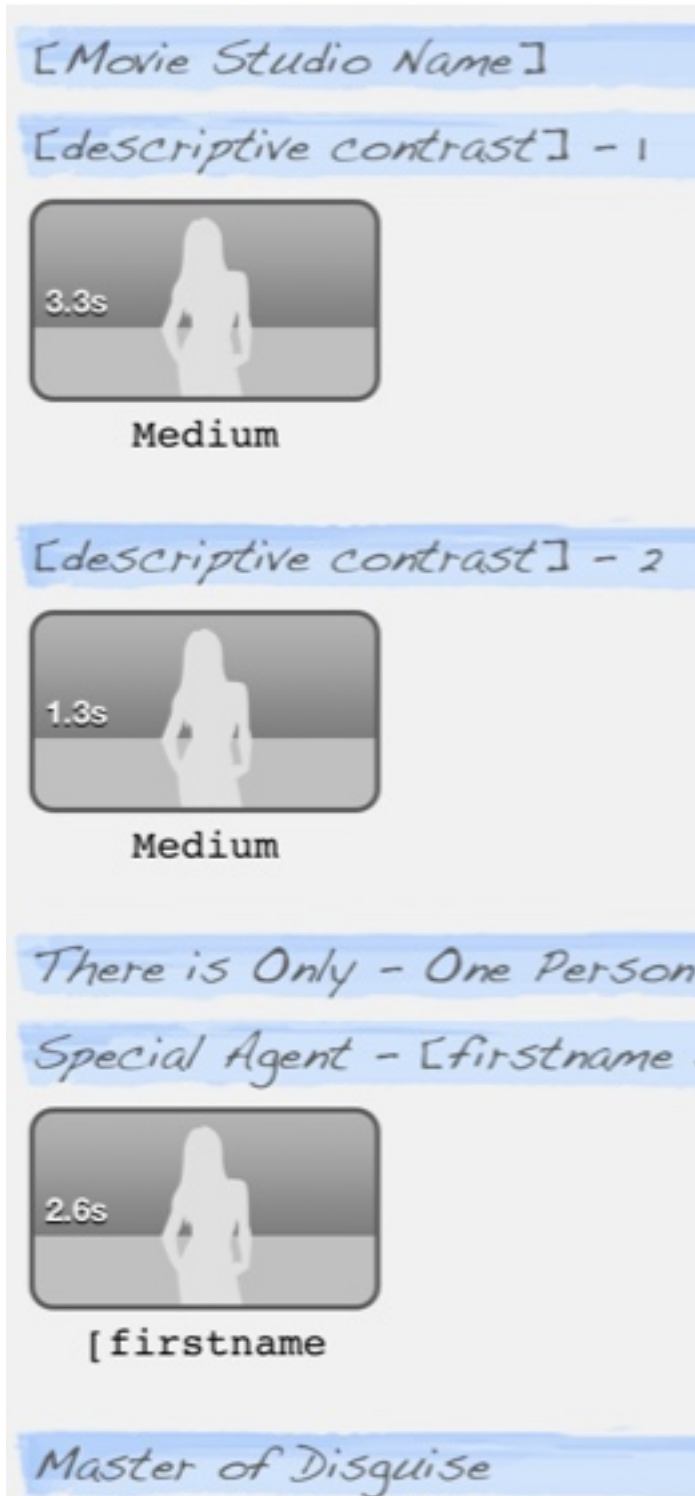 [Movie Studio Name]
[descriptive contrast] - 1
3.3s
Medium
[descriptive contrast] - 2
1.3s
Medium
There is Only - One Person
Special Agent - [firstname
2.6s
[firstname
Master of Disguise